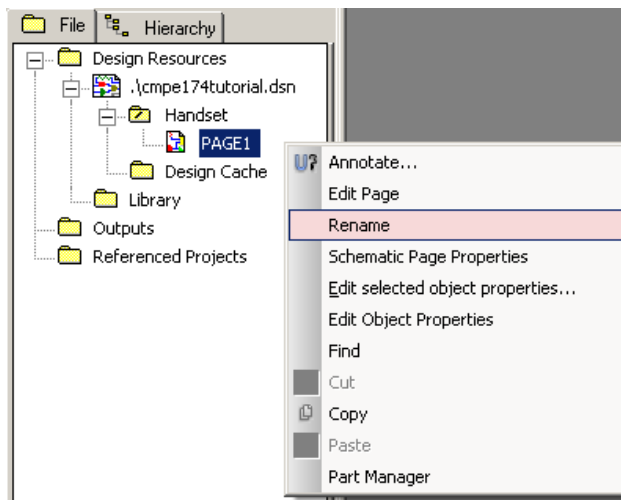 File Hierarchy
Design Resources
.\cmpe174tutorial.dsn
Handset
PAGE1
Design Cache
Library
Outputs
Referenced Projects
U? Annotate...
Edit Page
Rename
Schematic Page Properties
Edit selected object properties...
Edit Object Properties
Find
Cut
Copy
Paste
Part Manager